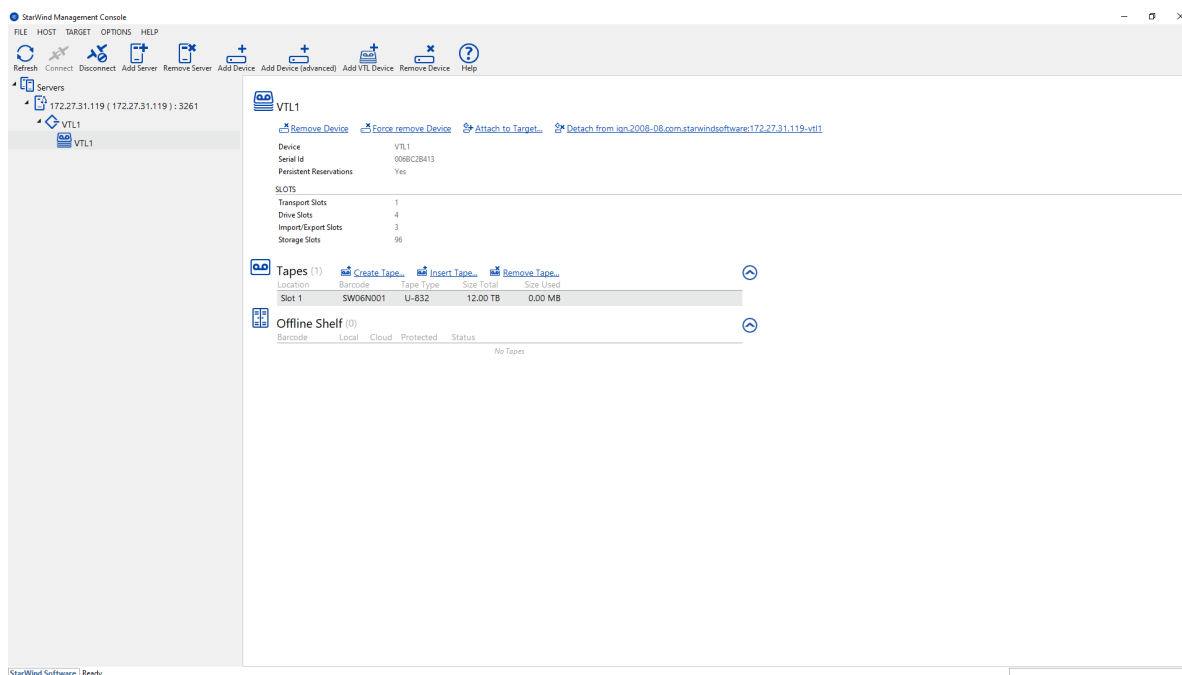 StarWind Management Console
FILE HOST TARGET OPTIONS HELP
Refresh Connect Disconnect Add Server Remove Server Add Device Add Device (advanced) Add VTL Device Remove Device Help
Servers
172.27.31.119 ( 172.27.31.119 ) : 3261
VTL1
VTL1
VTL1
Remove Device Force remove Device Attach to Target... Detach from iqn.2008-08.com.starwindsoftware:172.27.31.119-vtl1
Device VTL1
Serial Id 006BC2B413
Persistent Reservations Yes
SLOTS
Transport Slots 1
Drive Slots 4
Import/Export Slots 3
Storage Slots 96
Tapes (1) Create Tape... Insert Tape... Remove Tape...
Location Barcode Tape Type Size Total Size Used
Slot 1 SW06N001 U-832 12.00 TB 0.00 MB
Offline Shelf (0)
Barcode Local Cloud Protected Status
No Tapes
StarWind Software Ready